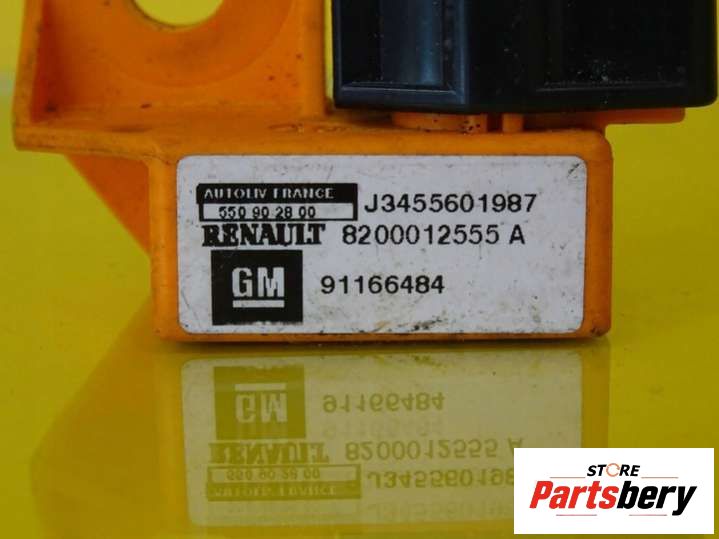 AUTOLIV FRANCE
550 90 28 00
J3455601987
RENAULT 8200012555 A
GM 91166484
STORE
Partsbery